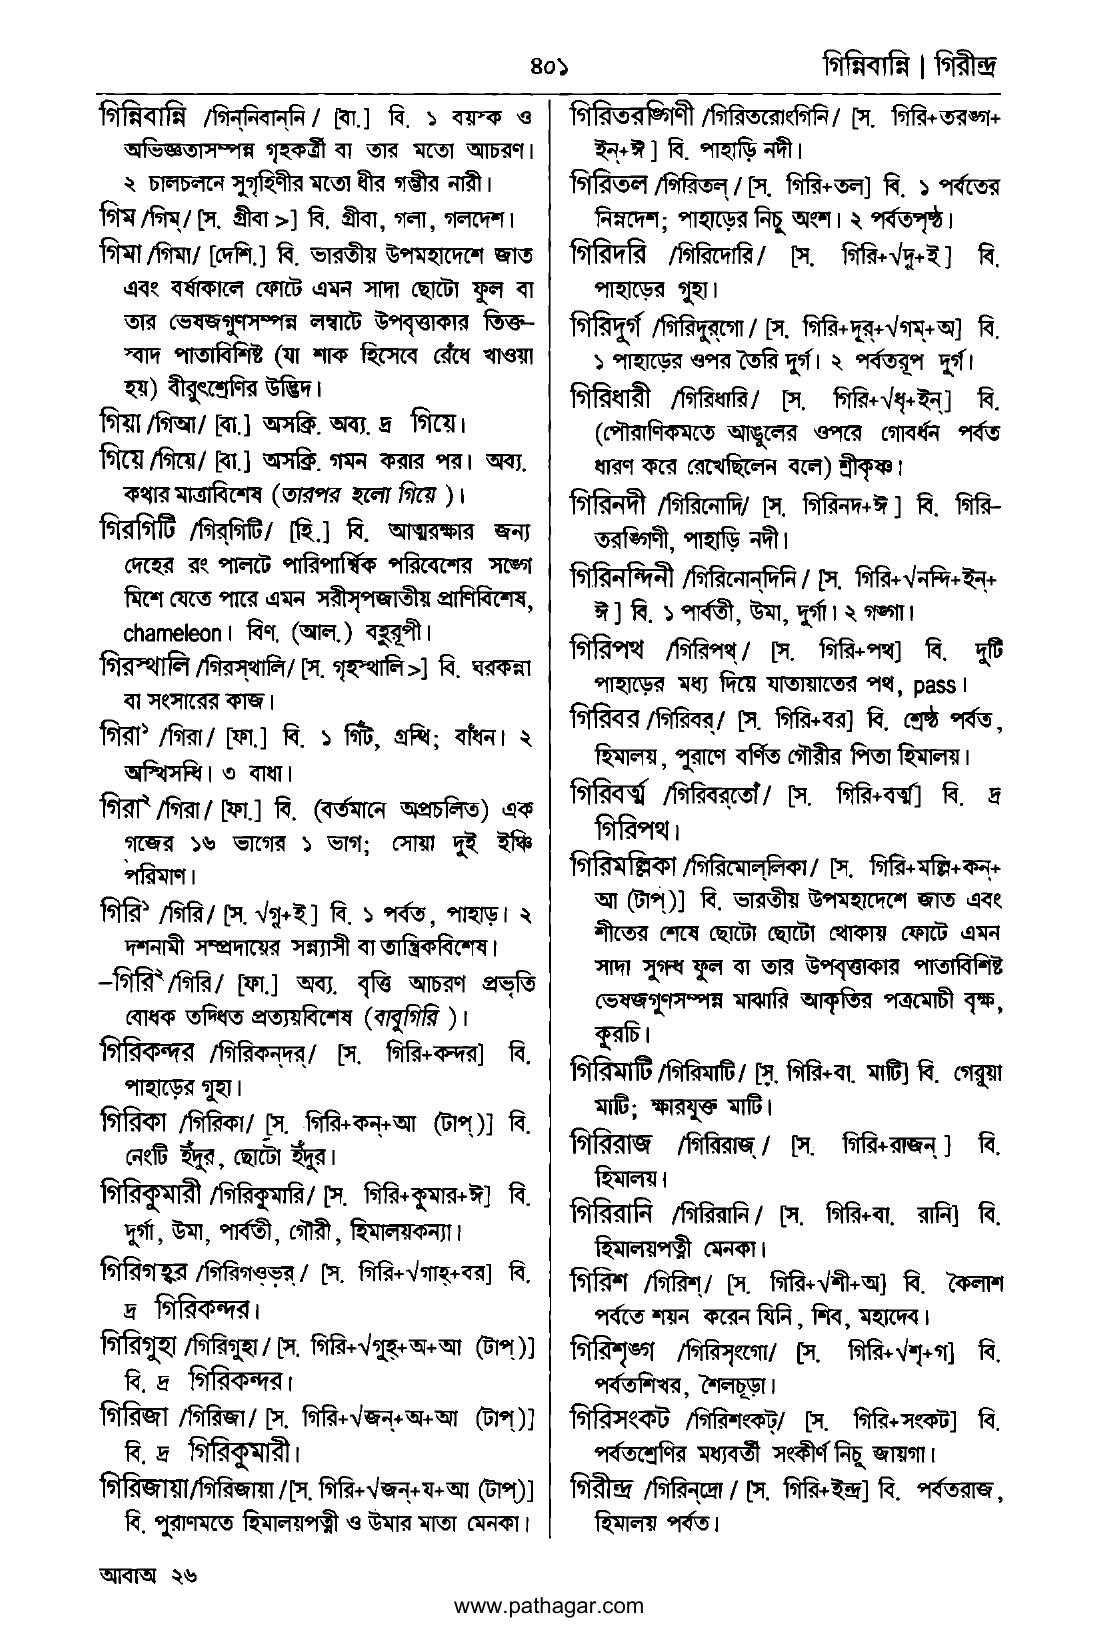 ৪০১
গিন্নিবান্নি | গিরীন্দ্র
গিন্নিবান্নি /গিন্‌নিবান্‌নি/ [বা.] বি. ১ বয়স্ক ও
অভিজ্ঞতাসম্পন্ন গৃহকর্ত্রী বা তার মতো আচরণ।
২ চালচলনে সুগৃহিণীর মতো ধীর গম্ভীর নারী।
গিম /গিম্/ [স. গ্রীবা >] বি. গ্রীবা, গলা, গলদেশ।
গিমা /গিমা/ [দেশি.] বি. ভারতীয় উপমহাদেশে জাত
এবং বর্ষাকালে ফোটে এমন সাদা ছোটো ফুল বা
তার ভেষজগুণসম্পন্ন লম্বাটে উপবৃত্তাকার তিক্ত–
স্বাদ পাতাবিশিষ্ট (যা শাক হিসেবে রেঁধে খাওয়া
হয়) বীরুৎশ্রেণির উদ্ভিদ।
গিয়া /গিআ/ [বা.] অসক্রি. অব্য. দ্র গিয়ে।
গিয়ে /গিয়ে/ [বা.] অসক্রি. গমন করার পর। অব্য.
কথার মাত্রাবিশেষ (তারপর হলো গিয়ে )।
গিরগিটি /গির্‌গিটি/ [হি.] বি. আত্মরক্ষার জন্য
দেহের রং পালটে পারিপার্শ্বিক পরিবেশের সঙ্গে
মিশে যেতে পারে এমন সরীসৃপজাতীয় প্রাণিবিশেষ,
chameleon। বিণ. (আল.) বহুরূপী।
গিরস্থালি /গিরস্‌থালি/ [স. গৃহস্থালি >] বি. ঘরকন্না
বা সংসারের কাজ।
গিরা১ /গিরা/ [ফা.] বি. ১ গিঁট, গ্রন্থি; বাঁধন। ২
অস্থিসন্ধি। ৩ বাধা।
গিরা২ /গিরা/ [ফা.] বি. (বর্তমানে অপ্রচলিত) এক
গজের ১৬ ভাগের ১ ভাগ; সোয়া দুই ইঞ্চি
পরিমাণ।
গিরি১ /গিরি/ [স. √গৄ+ই] বি. ১ পর্বত, পাহাড়। ২
দশনামী সম্প্রদায়ের সন্ন্যাসী বা তান্ত্রিকবিশেষ।
–গিরি২ /গিরি/ [ফা.] অব্য. বৃত্তি আচরণ প্রভৃতি
বোধক তদ্ধিত প্রত্যয়বিশেষ (বাবুগিরি )।
গিরিকন্দর /গিরিকন্‌দর্/ [স. গিরি+কন্দর] বি.
পাহাড়ের গুহা।
গিরিকা /গিরিকা/ [স. গিরি+কন্+আ (টাপ্)] বি.
নেংটি ইঁদুর, ছোটো ইঁদুর।
গিরিকুমারী /গিরিকুমারি/ [স. গিরি+কুমার+ঈ] বি.
দুর্গা, উমা, পার্বতী, গৌরী, হিমালয়কন্যা।
গিরিগহ্বর /গিরিগওভ্‌র্/ [স. গিরি+√গাহ্+বর] বি.
দ্র গিরিকন্দর।
গিরিগুহা /গিরিগুহা/ [স. গিরি+√গুহ্+অ+আ (টাপ্)]
বি. দ্র গিরিকন্দর।
গিরিজা /গিরিজা/ [স. গিরি+√জন্+অ+আ (টাপ্)]
বি. দ্র গিরিকুমারী।
গিরিজায়া/গিরিজায়া/[স. গিরি+√জন্+য+আ (টাপ্)]
বি. পুরাণমতে হিমালয়পত্নী ও উমার মাতা মেনকা।
আবাঅ ২৬
গিরিতরঙ্গিণী /গিরিতরোংগিনি/ [স. গিরি+তরঙ্গ+
ইন্+ঈ] বি. পাহাড়ি নদী।
গিরিতল /গিরিতল্/ [স. গিরি+তল] বি. ১ পর্বতের
নিম্নদেশ; পাহাড়ের নিচু অংশ। ২ পর্বতপৃষ্ঠ।
গিরিদরি /গিরিদোরি/ [স. গিরি+√দৃ+ই] বি.
পাহাড়ের গুহা।
গিরিদুর্গ /গিরিদুর্‌গো/ [স. গিরি+দুর্+√গম্+অ] বি.
১ পাহাড়ের ওপর তৈরি দুর্গ। ২ পর্বতরূপ দুর্গ।
গিরিধারী /গিরিধারি/ [স. গিরি+√ধৃ+ইন্] বি.
(পৌরাণিকমতে আঙুলের ওপরে গোবর্ধন পর্বত
ধারণ করে রেখেছিলেন বলে) শ্রীকৃষ্ণ।
গিরিনদী /গিরিনোদি/ [স. গিরিনদ+ঈ] বি. গিরি–
তরঙ্গিণী, পাহাড়ি নদী।
গিরিনন্দিনী /গিরিনোন্‌দিনি/ [স. গিরি+√নন্দি+ইন্+
ঈ] বি. ১ পার্বতী, উমা, দুর্গা। ২ গঙ্গা।
গিরিপথ /গিরিপথ্/ [স. গিরি+পথ] বি. দুটি
পাহাড়ের মধ্য দিয়ে যাতায়াতের পথ, pass।
গিরিবর /গিরিবর্/ [স. গিরি+বর] বি. শ্রেষ্ঠ পর্বত,
হিমালয়, পুরাণে বর্ণিত গৌরীর পিতা হিমালয়।
গিরিবর্ত্ম /গিরিবর্‌তোঁ/ [স. গিরি+বর্ত্ম] বি. দ্র
গিরিপথ।
গিরিমল্লিকা /গিরিমোল্‌লিকা/ [স. গিরি+মল্লি+কন্+
আ (টাপ্)] বি. ভারতীয় উপমহাদেশে জাত এবং
শীতের শেষে ছোটো ছোটো থোকায় ফোটে এমন
সাদা সুগন্ধ ফুল বা তার উপবৃত্তাকার পাতাবিশিষ্ট
ভেষজগুণসম্পন্ন মাঝারি আকৃতির পত্রমোচী বৃক্ষ,
কুরচি।
গিরিমাটি /গিরিমাটি/ [স. গিরি+বা. মাটি] বি. গেরুয়া
মাটি; ক্ষারযুক্ত মাটি।
গিরিরাজ /গিরিরাজ্/ [স. গিরি+রাজন্] বি.
হিমালয়।
গিরিরানি /গিরিরানি/ [স. গিরি+বা. রানি] বি.
হিমালয়পত্নী মেনকা।
গিরিশ /গিরিশ্/ [স. গিরি+√শী+অ] বি. কৈলাশ
পর্বতে শয়ন করেন যিনি, শিব, মহাদেব।
গিরিশৃঙ্গ /গিরিসৃংগো/ [স. গিরি+√শৃ+গ] বি.
পর্বতশিখর, শৈলচূড়া।
গিরিসংকট /গিরিশংকট্/ [স. গিরি+সংকট] বি.
পর্বতশ্রেণির মধ্যবর্তী সংকীর্ণ নিচু জায়গা।
গিরীন্দ্র /গিরিন্‌দ্রো/ [স. গিরি+ইন্দ্র] বি. পর্বতরাজ,
হিমালয় পর্বত।
www.pathagar.com